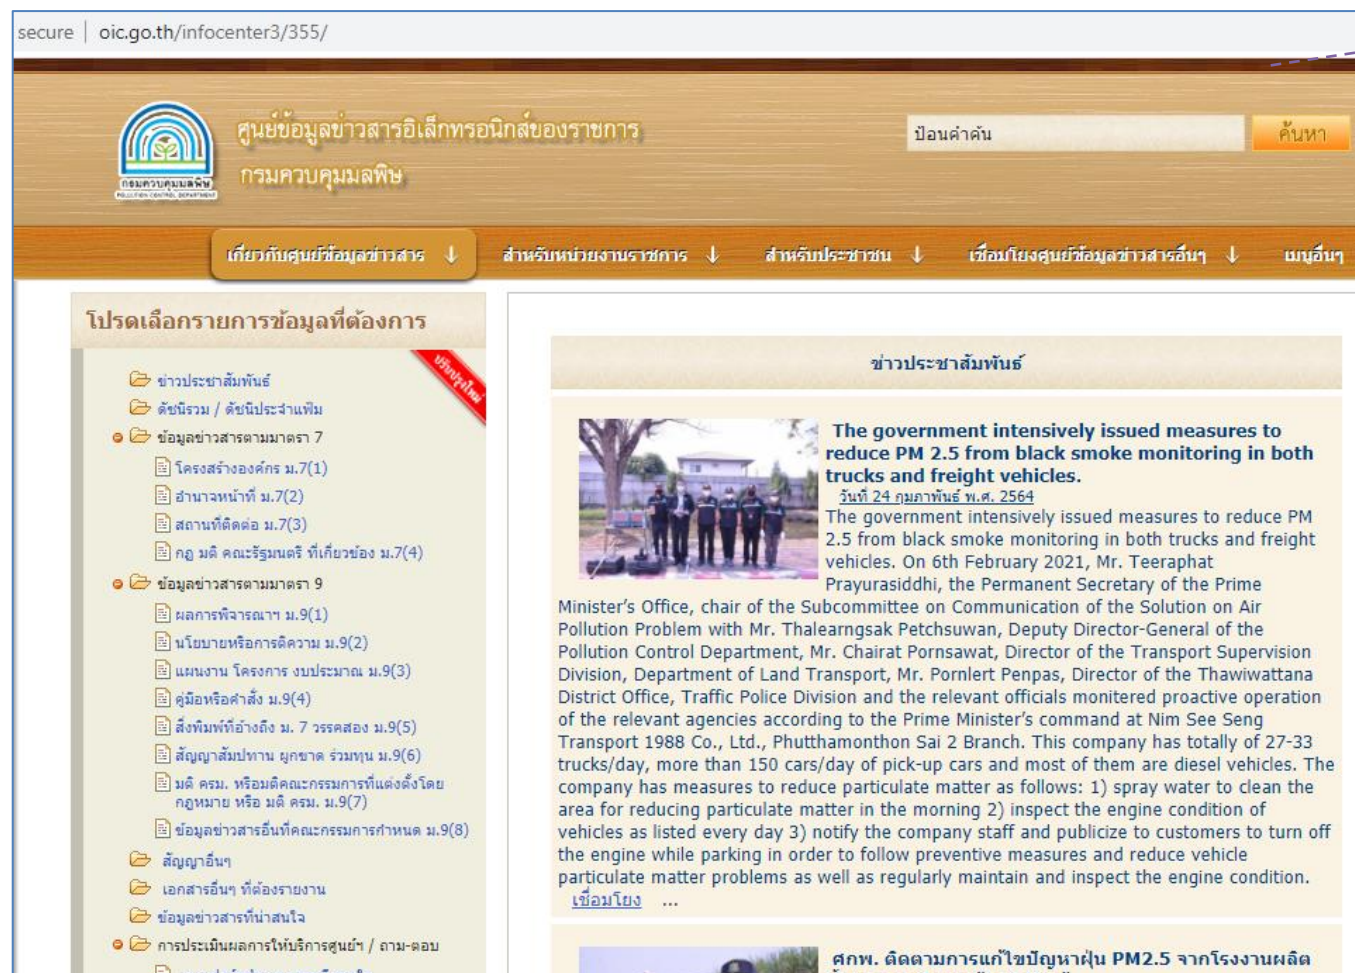 secure | oic.go.th/infocenter3/355/
ศูนย์ข้อมูลข่าวสารอิเล็กทรอนิกส์ของราชการ
กรมควบคุมมลพิษ
กรมควบคุมมลพิษ
POLLUTION CONTROL DEPARTMENT
ป้อนคำค้น
ค้นหา
เกี่ยวกับศูนย์ข้อมูลข่าวสาร ↓ สำหรับหน่วยงานราชการ ↓ สำหรับประชาชน ↓ เชื่อมโยงศูนย์ข้อมูลข่าวสารอื่นๆ ↓ เมนูอื่นๆ
โปรดเลือกรายการข้อมูลที่ต้องการ
ปรับปรุงใหม่
ข่าวประชาสัมพันธ์
ดัชนีรวม / ดัชนีประจำแฟ้ม
ข้อมูลข่าวสารตามมาตรา 7
โครงสร้างองค์กร ม.7(1)
อำนาจหน้าที่ ม.7(2)
สถานที่ติดต่อ ม.7(3)
กฎ มติ คณะรัฐมนตรี ที่เกี่ยวข้อง ม.7(4)
ข้อมูลข่าวสารตามมาตรา 9
ผลการพิจารณาฯ ม.9(1)
นโยบายหรือการตีความ ม.9(2)
แผนงาน โครงการ งบประมาณ ม.9(3)
คู่มือหรือคำสั่ง ม.9(4)
สิ่งพิมพ์ที่อ้างถึง ม. 7 วรรคสอง ม.9(5)
สัญญาสัมปทาน ผูกขาด ร่วมทุน ม.9(6)
มติ ครม. หรือมติคณะกรรมการที่แต่งตั้งโดย
กฎหมาย หรือ มติ ครม. ม.9(7)
ข้อมูลข่าวสารอื่นที่คณะกรรมการกำหนด ม.9(8)
สัญญาอื่นๆ
เอกสารอื่นๆ ที่ต้องรายงาน
ข้อมูลข่าวสารที่น่าสนใจ
การประเมินผลการให้บริการศูนย์ฯ / ถาม-ตอบ
ข่าวประชาสัมพันธ์
The government intensively issued measures to
reduce PM 2.5 from black smoke monitoring in both
trucks and freight vehicles.
วันที่ 24 กุมภาพันธ์ พ.ศ. 2564
The government intensively issued measures to reduce PM
2.5 from black smoke monitoring in both trucks and freight
vehicles. On 6th February 2021, Mr. Teeraphat
Prayurasiddhi, the Permanent Secretary of the Prime
Minister's Office, chair of the Subcommittee on Communication of the Solution on Air
Pollution Problem with Mr. Thalearngsak Petchsuwan, Deputy Director-General of the
Pollution Control Department, Mr. Chairat Pornsawat, Director of the Transport Supervision
Division, Department of Land Transport, Mr. Pornlert Penpas, Director of the Thawiwattana
District Office, Traffic Police Division and the relevant officials monitered proactive operation
of the relevant agencies according to the Prime Minister's command at Nim See Seng
Transport 1988 Co., Ltd., Phutthamonthon Sai 2 Branch. This company has totally of 27-33
trucks/day, more than 150 cars/day of pick-up cars and most of them are diesel vehicles. The
company has measures to reduce particulate matter as follows: 1) spray water to clean the
area for reducing particulate matter in the morning 2) inspect the engine condition of
vehicles as listed every day 3) notify the company staff and publicize to customers to turn off
the engine while parking in order to follow preventive measures and reduce vehicle
particulate matter problems as well as regularly maintain and inspect the engine condition.
เชื่อมโยง ...
ศกพ. ติดตามการแก้ไขปัญหาฝุ่น PM2.5 จากโรงงานผลิต